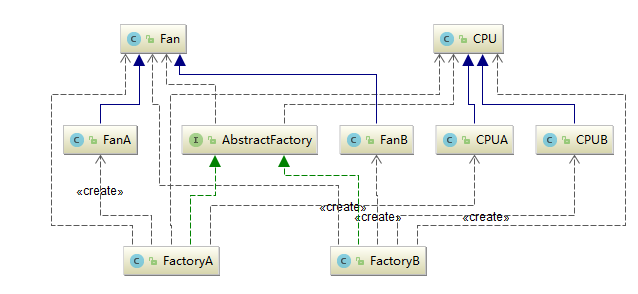 C Fan
C CPU
C FanA
I AbstractFactory
C FanB
C CPUA
C CPUB
«create»
«create»
«create»
«create»
C FactoryA
C FactoryB